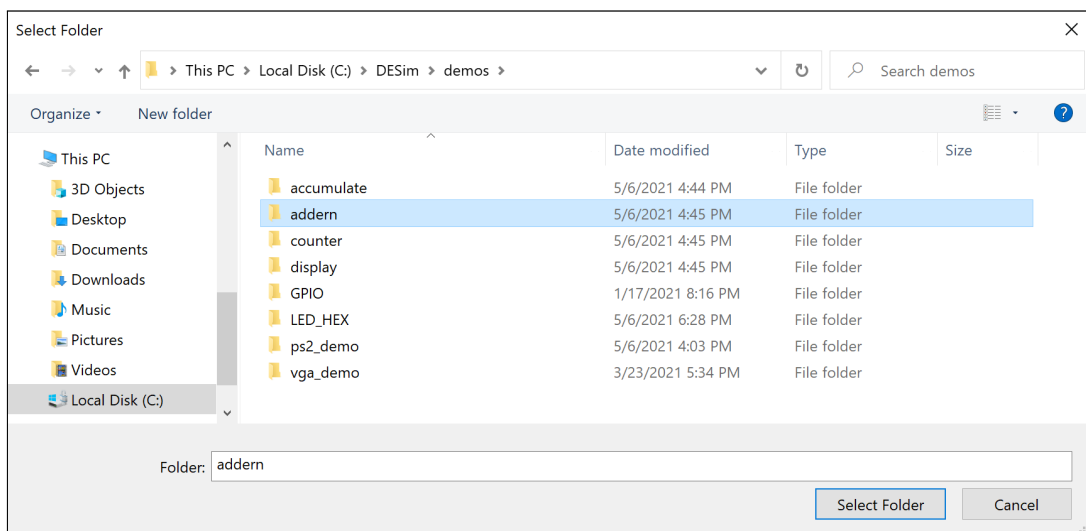 Select Folder
This PC > Local Disk (C:) > DESim > demos >
Search demos
Organize
New folder
?
Name Date modified Type Size
This PC
3D Objects
Desktop
Documents
Downloads
Music
Pictures
Videos
Local Disk (C:)
accumulate 5/6/2021 4:44 PM File folder
addern 5/6/2021 4:45 PM File folder
counter 5/6/2021 4:45 PM File folder
display 5/6/2021 4:45 PM File folder
GPIO 1/17/2021 8:16 PM File folder
LED_HEX 5/6/2021 6:28 PM File folder
ps2_demo 5/6/2021 4:03 PM File folder
vga_demo 3/23/2021 5:34 PM File folder
Folder: addern
Select Folder Cancel